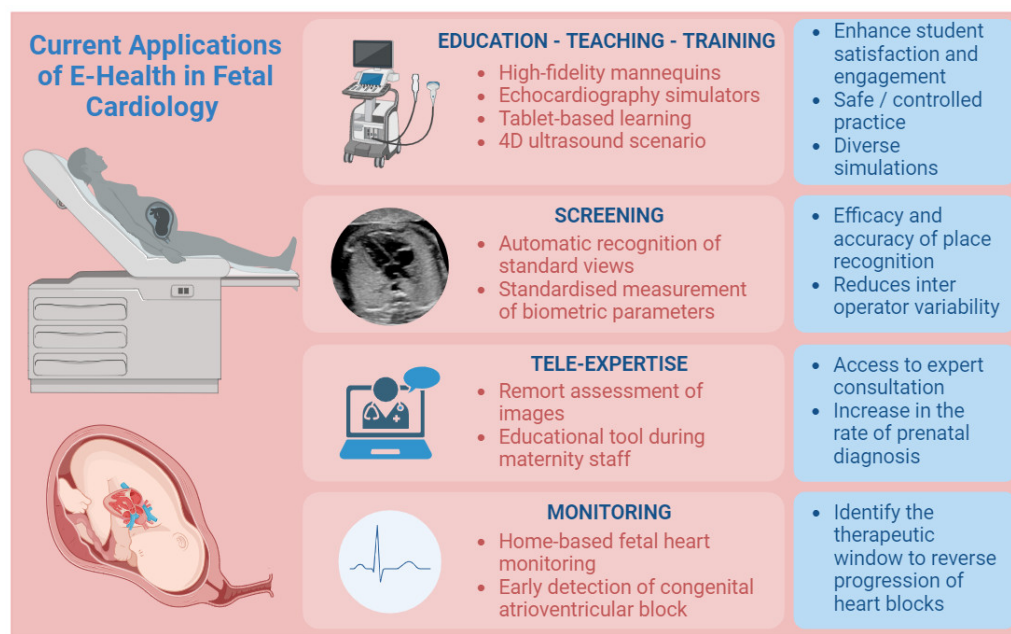 Current Applications
of E-Health in Fetal
Cardiology
EDUCATION - TEACHING - TRAINING
• High-fidelity mannequins
• Echocardiography simulators
• Tablet-based learning
• 4D ultrasound scenario
• Enhance student
satisfaction and
engagement
• Safe / controlled
practice
• Diverse
simulations
SCREENING
• Automatic recognition of
standard views
• Standardised measurement
of biometric parameters
• Efficacy and
accuracy of place
recognition
• Reduces inter
operator variability
TELE-EXPERTISE
• Remort assessment of
images
• Educational tool during
maternity staff
• Access to expert
consultation
• Increase in the
rate of prenatal
diagnosis
MONITORING
• Home-based fetal heart
monitoring
• Early detection of congenital
atrioventricular block
• Identify the
therapeutic
window to reverse
progression of
heart blocks